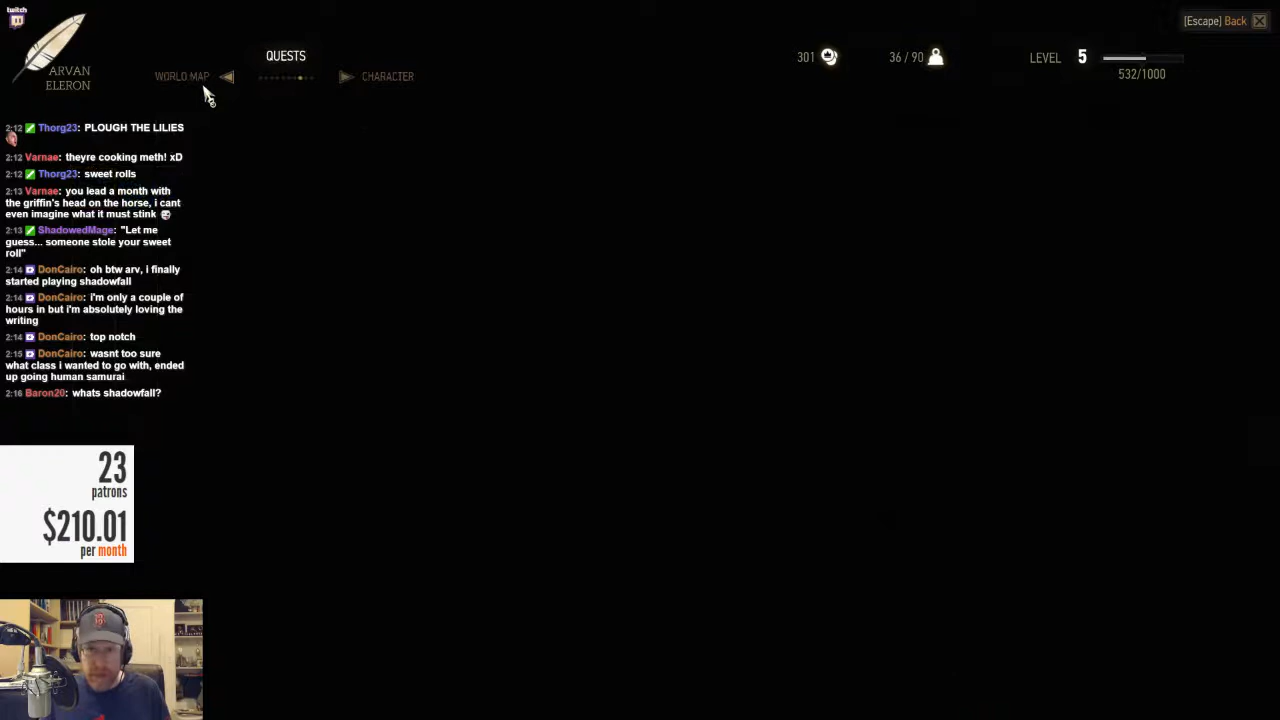 twitch
[Escape] Back
QUESTS
301
36 / 90
LEVEL 5
532/1000
ARVAN
ELERON
WORLD MAP
CHARACTER
2:12 Thorg23: PLOUGH THE LILIES
2:12 Varnae: theyre cooking meth! xD
2:12 Thorg23: sweet rolls
2:13 Varnae: you lead a month with
the griffin's head on the horse, i cant
even imagine what it must stink
2:13 ShadowedMage: "Let me
guess... someone stole your sweet
roll"
2:14 DonCairo: oh btw arv, i finally
started playing shadowfall
2:14 DonCairo: i'm only a couple of
hours in but i'm absolutely loving the
writing
2:14 DonCairo: top notch
2:15 DonCairo: wasnt too sure
what class i wanted to go with, ended
up going human samurai
2:16 Baron20: whats shadowfall?
23
patrons
$210.01
per month